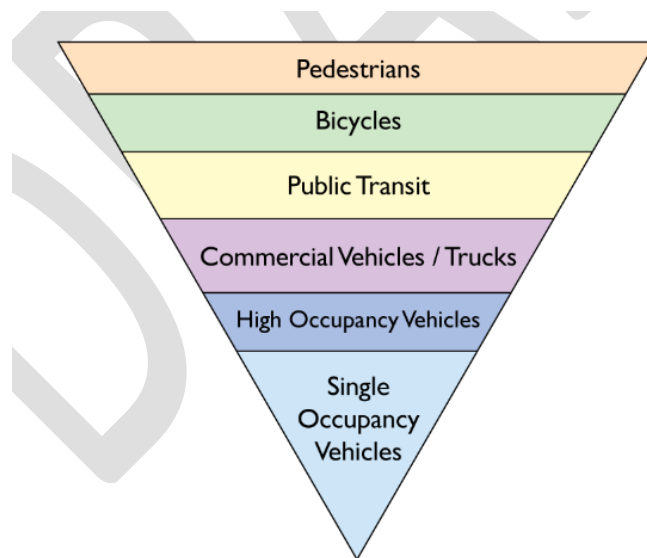 Pedestrians
Bicycles
Public Transit
Commercial Vehicles / Trucks
High Occupancy Vehicles
Single
Occupancy
Vehicles